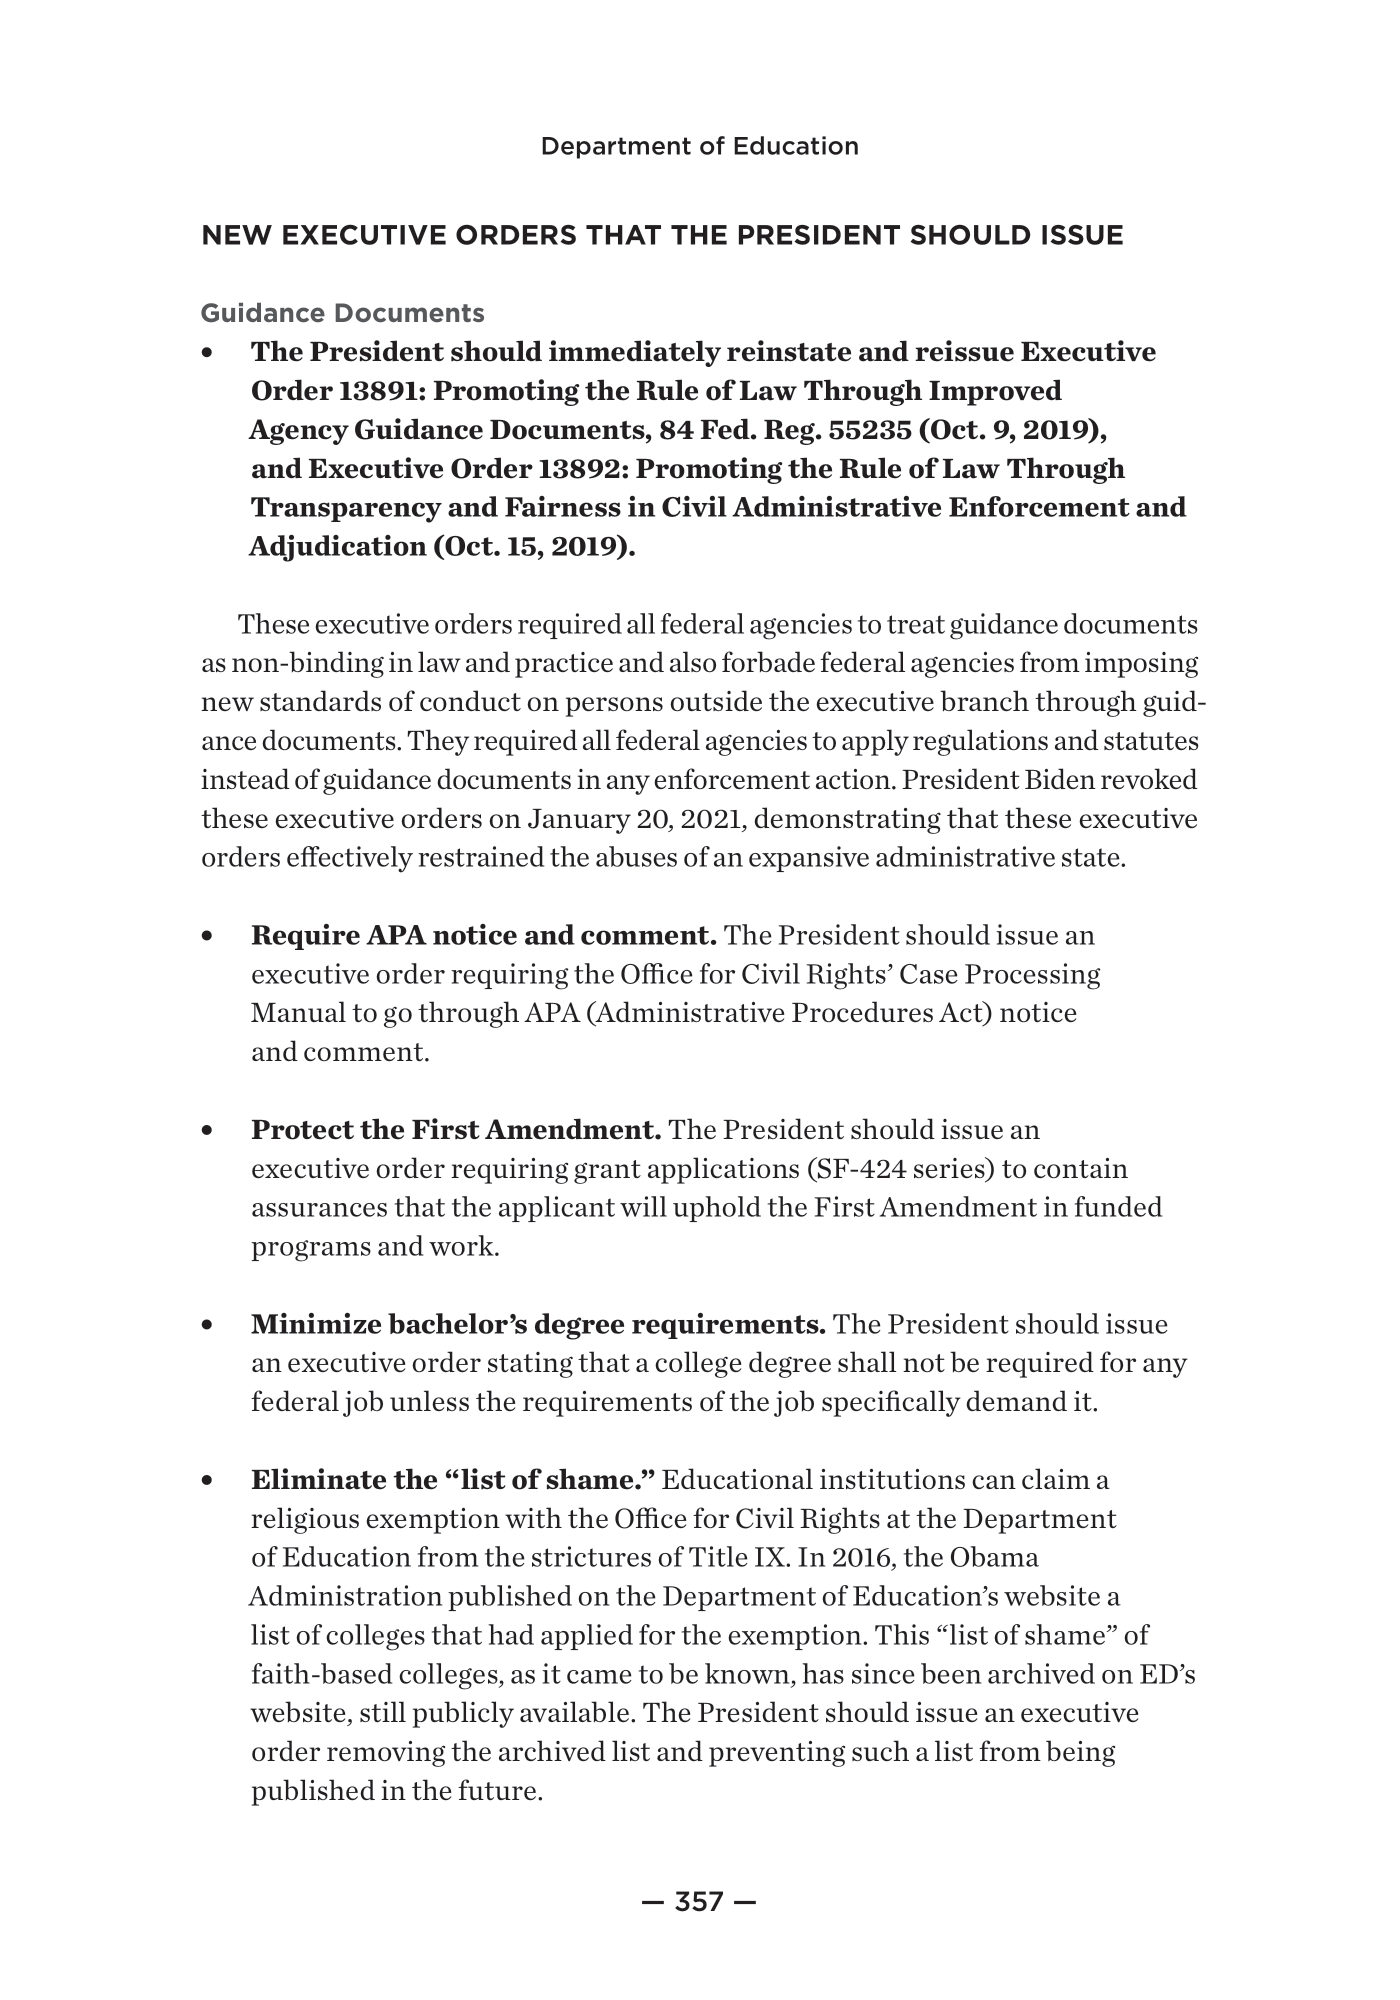 Department of Education
NEW EXECUTIVE ORDERS THAT THE PRESIDENT SHOULD ISSUE
Guidance Documents
• The President should immediately reinstate and reissue Executive
Order 13891: Promoting the Rule of Law Through Improved
Agency Guidance Documents, 84 Fed. Reg. 55235 (Oct. 9, 2019),
and Executive Order 13892: Promoting the Rule of Law Through
Transparency and Fairness in Civil Administrative Enforcement and
Adjudication (Oct. 15, 2019).
These executive orders required all federal agencies to treat guidance documents
as non-binding in law and practice and also forbade federal agencies from imposing
new standards of conduct on persons outside the executive branch through guid-
ance documents. They required all federal agencies to apply regulations and statutes
instead of guidance documents in any enforcement action. President Biden revoked
these executive orders on January 20, 2021, demonstrating that these executive
orders effectively restrained the abuses of an expansive administrative state.
• Require APA notice and comment. The President should issue an
executive order requiring the Office for Civil Rights’ Case Processing
Manual to go through APA (Administrative Procedures Act) notice
and comment.
• Protect the First Amendment. The President should issue an
executive order requiring grant applications (SF-424 series) to contain
assurances that the applicant will uphold the First Amendment in funded
programs and work.
• Minimize bachelor’s degree requirements. The President should issue
an executive order stating that a college degree shall not be required for any
federal job unless the requirements of the job specifically demand it.
• Eliminate the “list of shame.” Educational institutions can claim a
religious exemption with the Office for Civil Rights at the Department
of Education from the strictures of Title IX. In 2016, the Obama
Administration published on the Department of Education’s website a
list of colleges that had applied for the exemption. This “list of shame” of
faith-based colleges, as it came to be known, has since been archived on ED’s
website, still publicly available. The President should issue an executive
order removing the archived list and preventing such a list from being
published in the future.
— 357 —